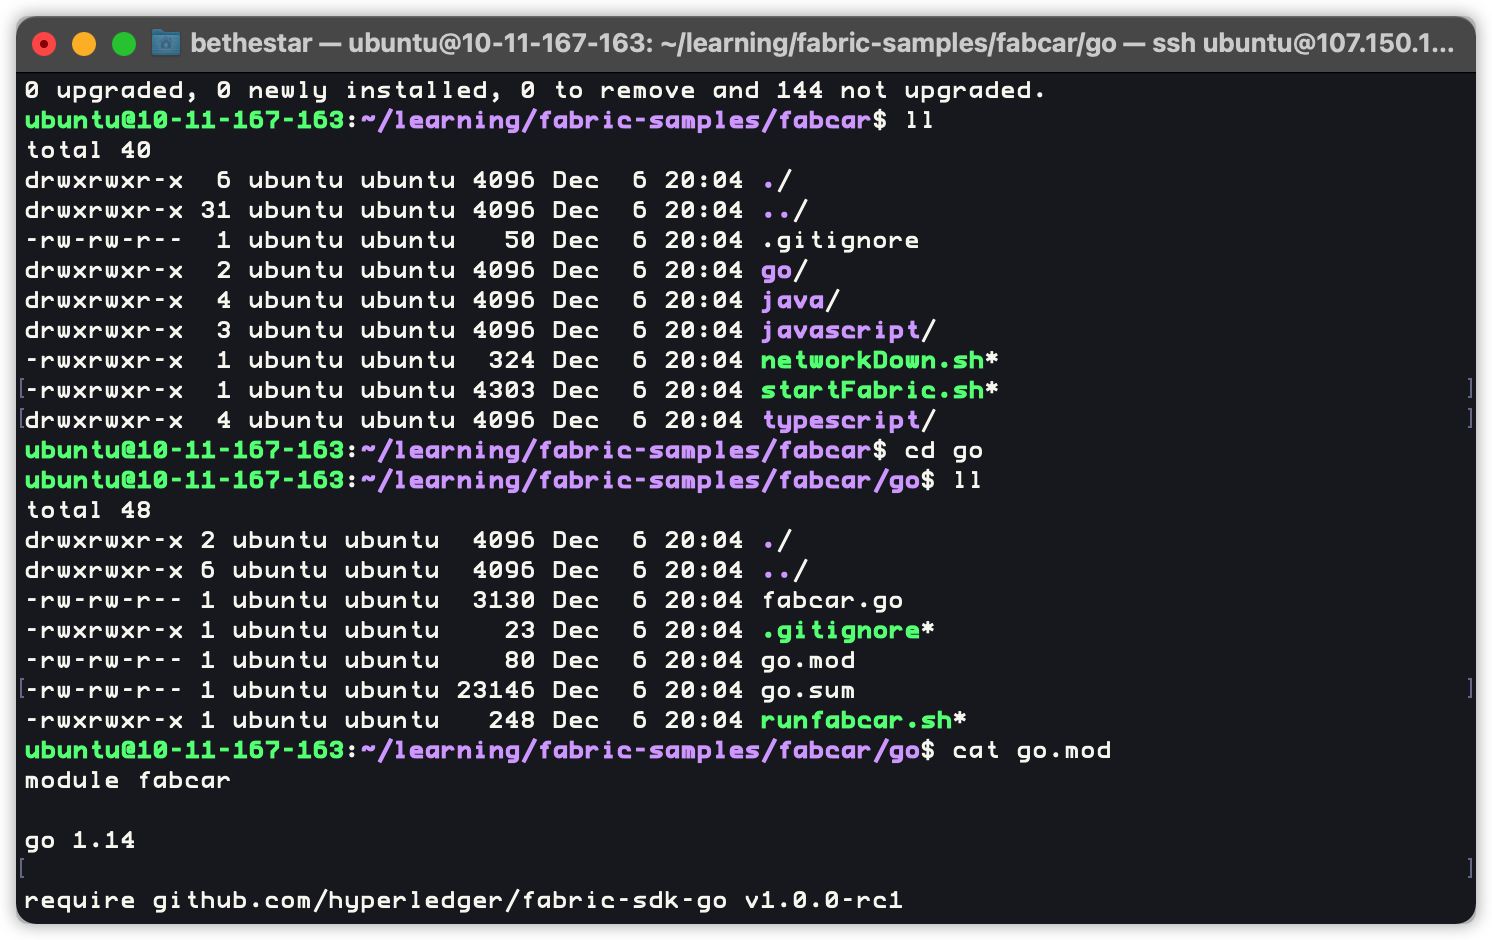 bethestar — ubuntu@10-11-167-163: ~/learning/fabric-samples/fabcar/go — ssh ubuntu@107.150.1...
0 upgraded, 0 newly installed, 0 to remove and 144 not upgraded.
ubuntu@10-11-167-163:~/learning/fabric-samples/fabcar$ ll
total 40
drwxrwxr-x  6 ubuntu ubuntu 4096 Dec  6 20:04 ./
drwxrwxr-x 31 ubuntu ubuntu 4096 Dec  6 20:04 ../
-rw-rw-r--  1 ubuntu ubuntu   50 Dec  6 20:04 .gitignore
drwxrwxr-x  2 ubuntu ubuntu 4096 Dec  6 20:04 go/
drwxrwxr-x  4 ubuntu ubuntu 4096 Dec  6 20:04 java/
drwxrwxr-x  3 ubuntu ubuntu 4096 Dec  6 20:04 javascript/
-rwxrwxr-x  1 ubuntu ubuntu  324 Dec  6 20:04 networkDown.sh*
-rwxrwxr-x  1 ubuntu ubuntu 4303 Dec  6 20:04 startFabric.sh*
drwxrwxr-x  4 ubuntu ubuntu 4096 Dec  6 20:04 typescript/
ubuntu@10-11-167-163:~/learning/fabric-samples/fabcar$ cd go
ubuntu@10-11-167-163:~/learning/fabric-samples/fabcar/go$ ll
total 48
drwxrwxr-x 2 ubuntu ubuntu  4096 Dec  6 20:04 ./
drwxrwxr-x 6 ubuntu ubuntu  4096 Dec  6 20:04 ../
-rw-rw-r-- 1 ubuntu ubuntu  3130 Dec  6 20:04 fabcar.go
-rwxrwxr-x 1 ubuntu ubuntu    23 Dec  6 20:04 .gitignore*
-rw-rw-r-- 1 ubuntu ubuntu    80 Dec  6 20:04 go.mod
-rw-rw-r-- 1 ubuntu ubuntu 23146 Dec  6 20:04 go.sum
-rwxrwxr-x 1 ubuntu ubuntu   248 Dec  6 20:04 runfabcar.sh*
ubuntu@10-11-167-163:~/learning/fabric-samples/fabcar/go$ cat go.mod
module fabcar
go 1.14
require github.com/hyperledger/fabric-sdk-go v1.0.0-rc1